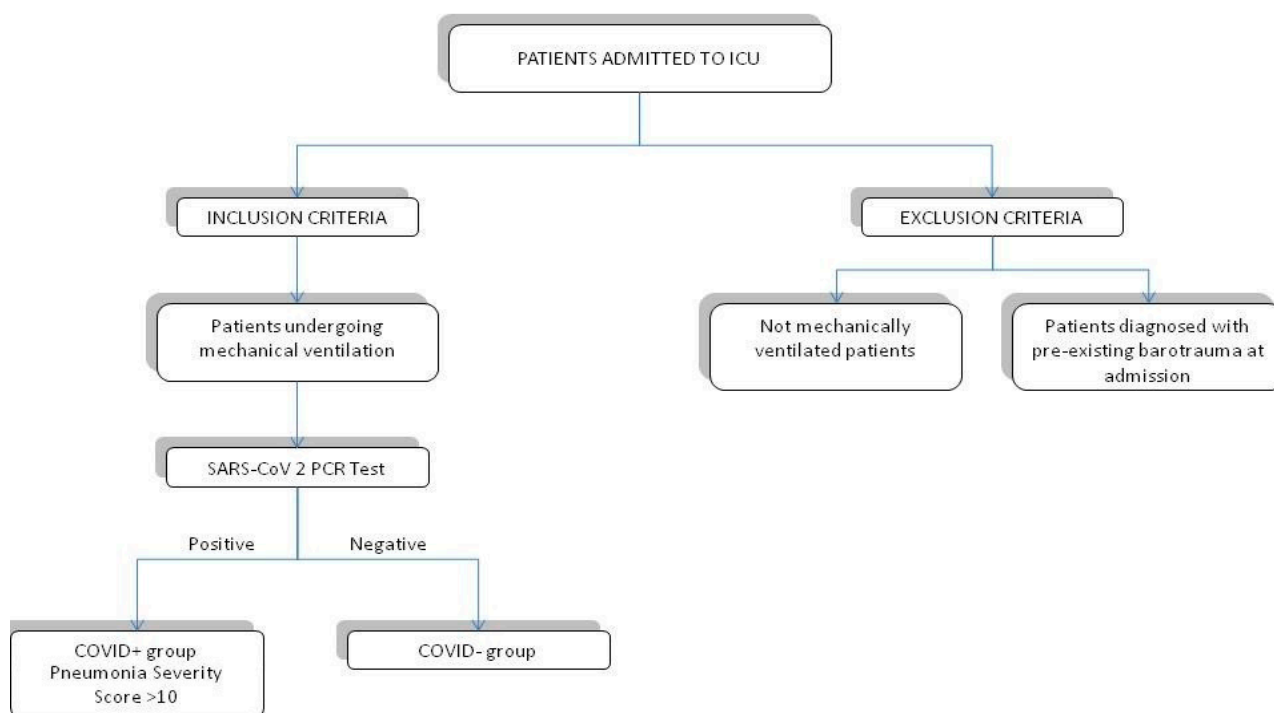 PATIENTS ADMITTED TO ICU
INCLUSION CRITERIA
EXCLUSION CRITERIA
Patients undergoing
mechanical ventilation
Not mechanically
ventilated patients
Patients diagnosed with
pre-existing barotrauma at
admission
SARS-CoV 2 PCR Test
Positive
Negative
COVID+ group
Pneumonia Severity
Score >10
COVID- group